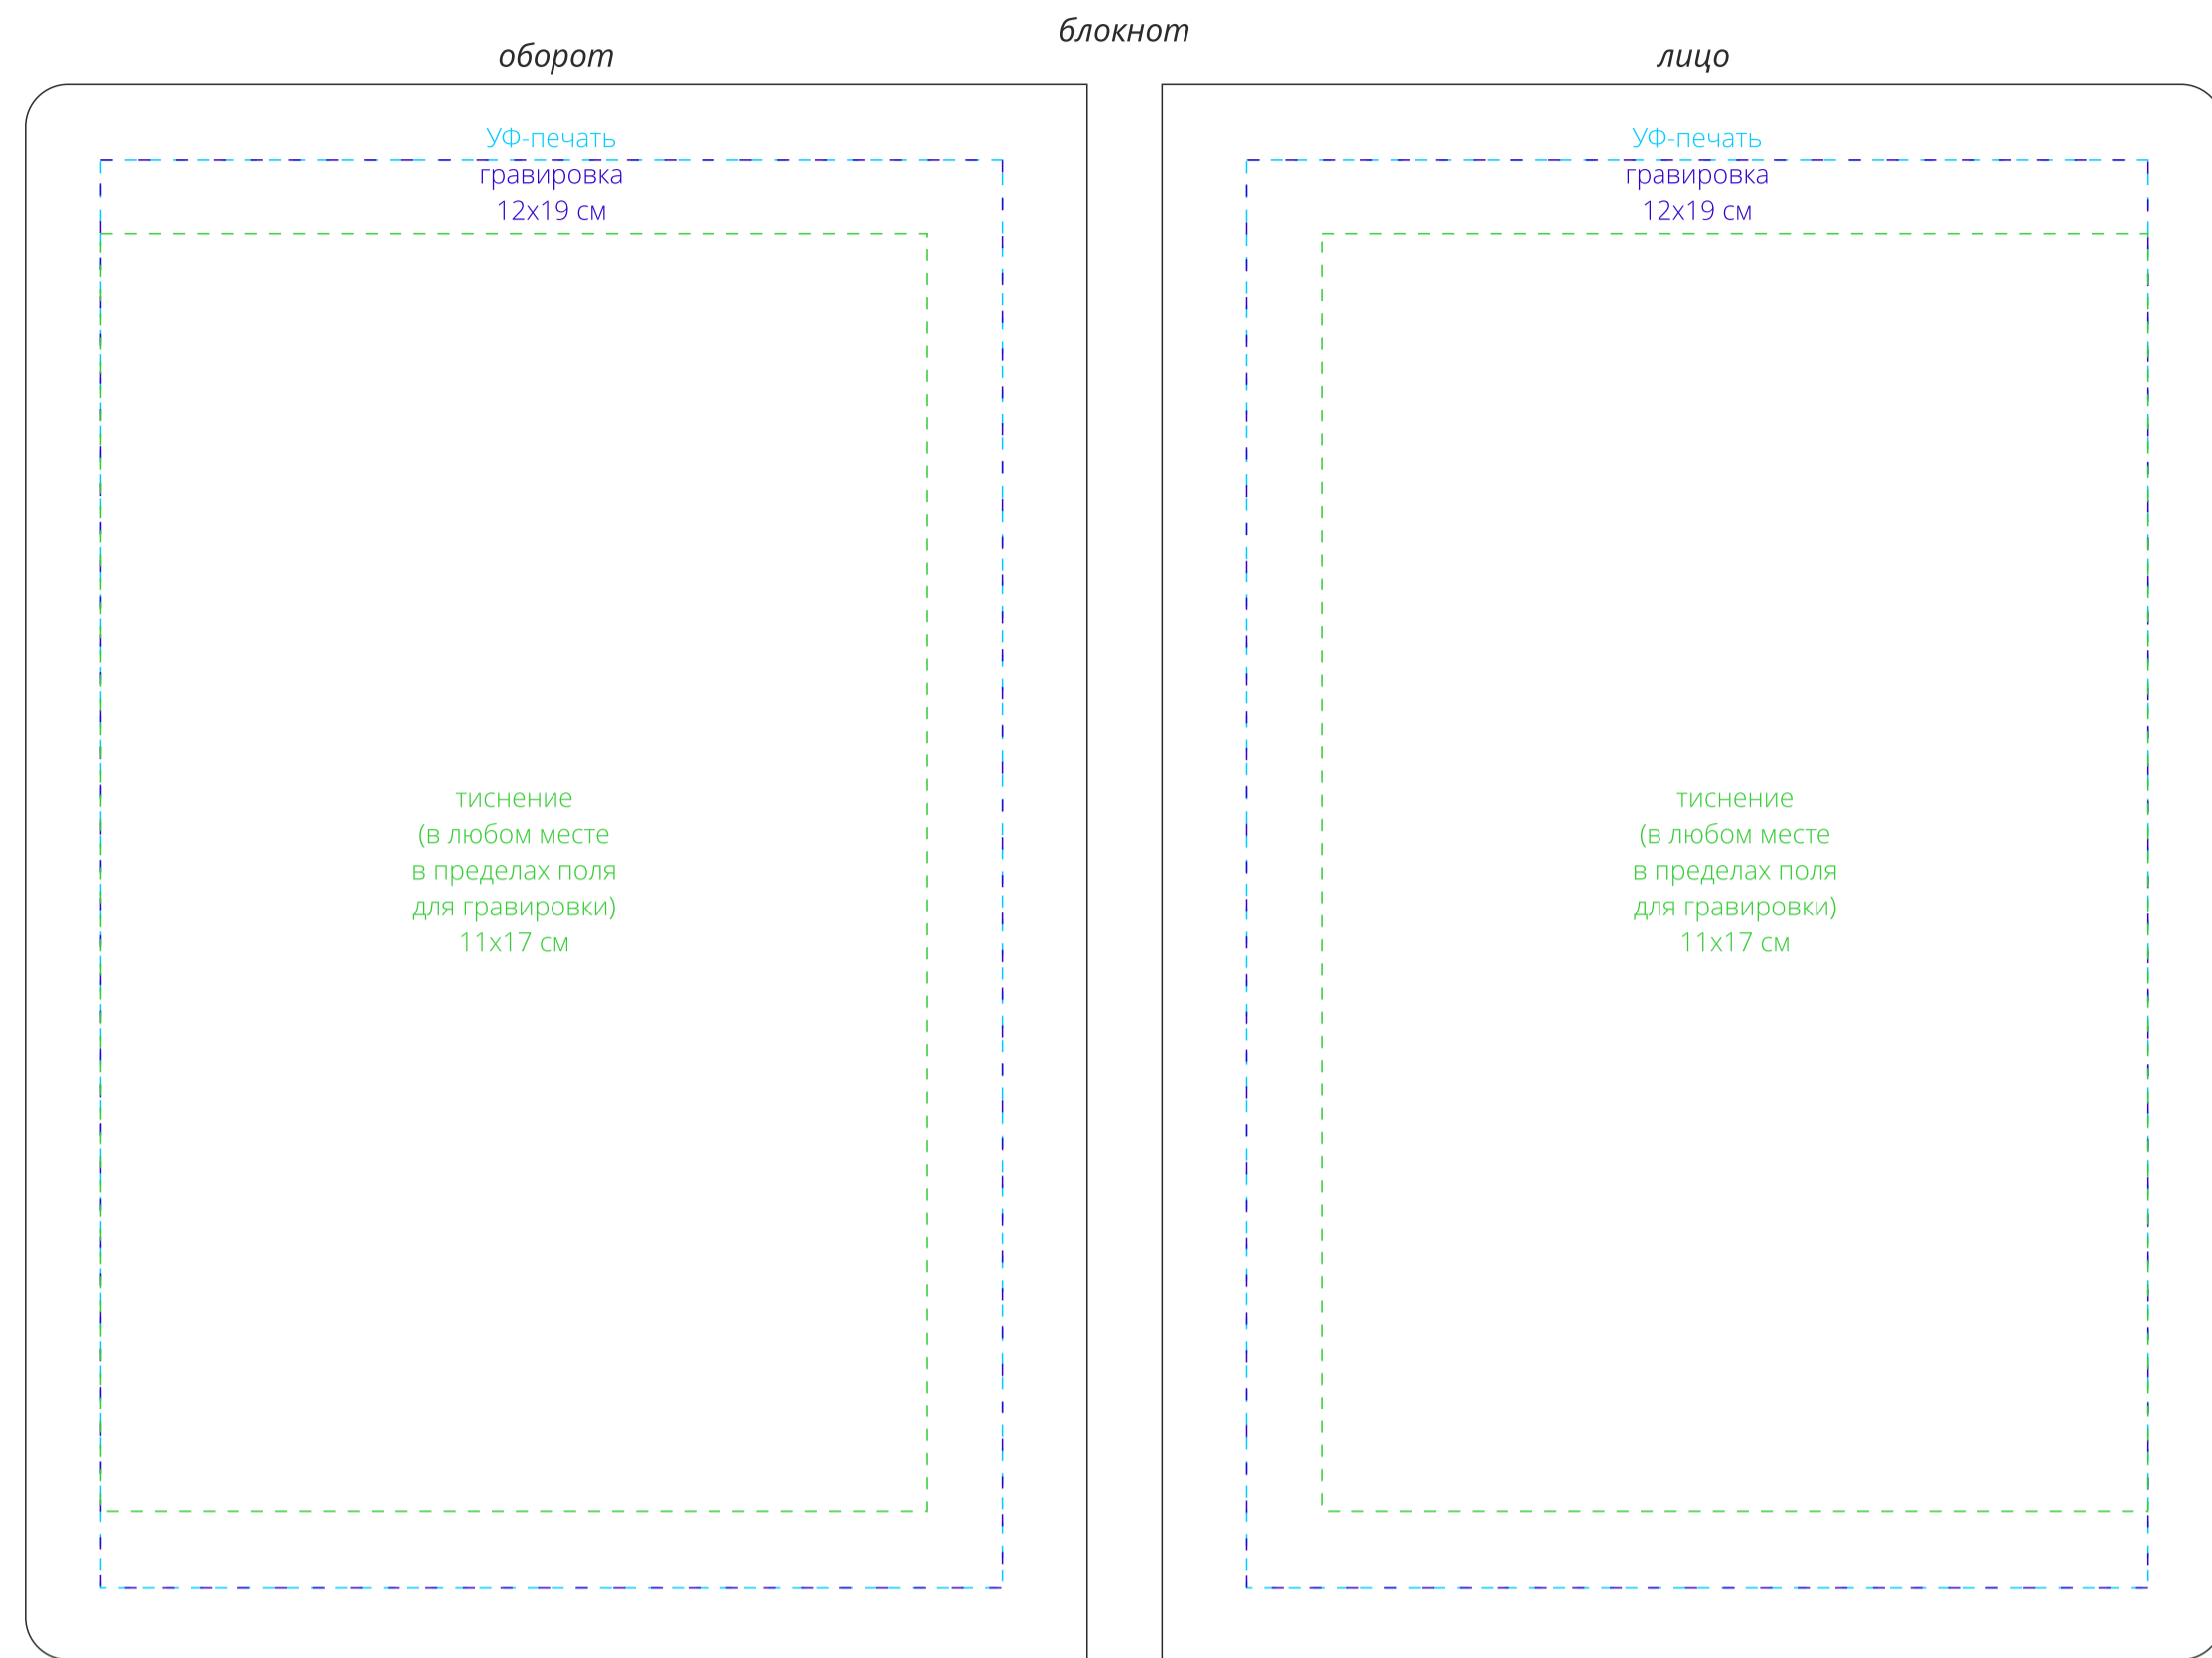 блокнот
оборот
УФ-печать
гравировка
12х19 см
тиснение
(в любом месте
в пределах поля
для гравировки)
11х17 см
лицо
УФ-печать
гравировка
12х19 см
тиснение
(в любом месте
в пределах поля
для гравировки)
11х17 см